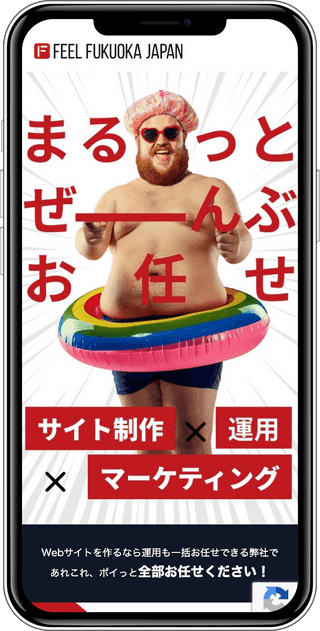 FEEL FUKUOKA JAPAN
まる っと
ぜーんぶ
お任せ
サイト制作 × 運用
× マーケティング
Webサイトを作るなら運用も一括お任せできる弊社で
あれこれ、ポイっと全部お任せください！